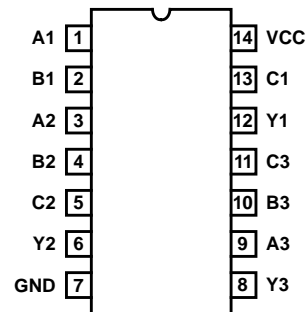 A1 1 14 VCC
B1 2 13 C1
A2 3 12 Y1
B2 4 11 C3
C2 5 10 B3
Y2 6 9 A3
GND 7 8 Y3